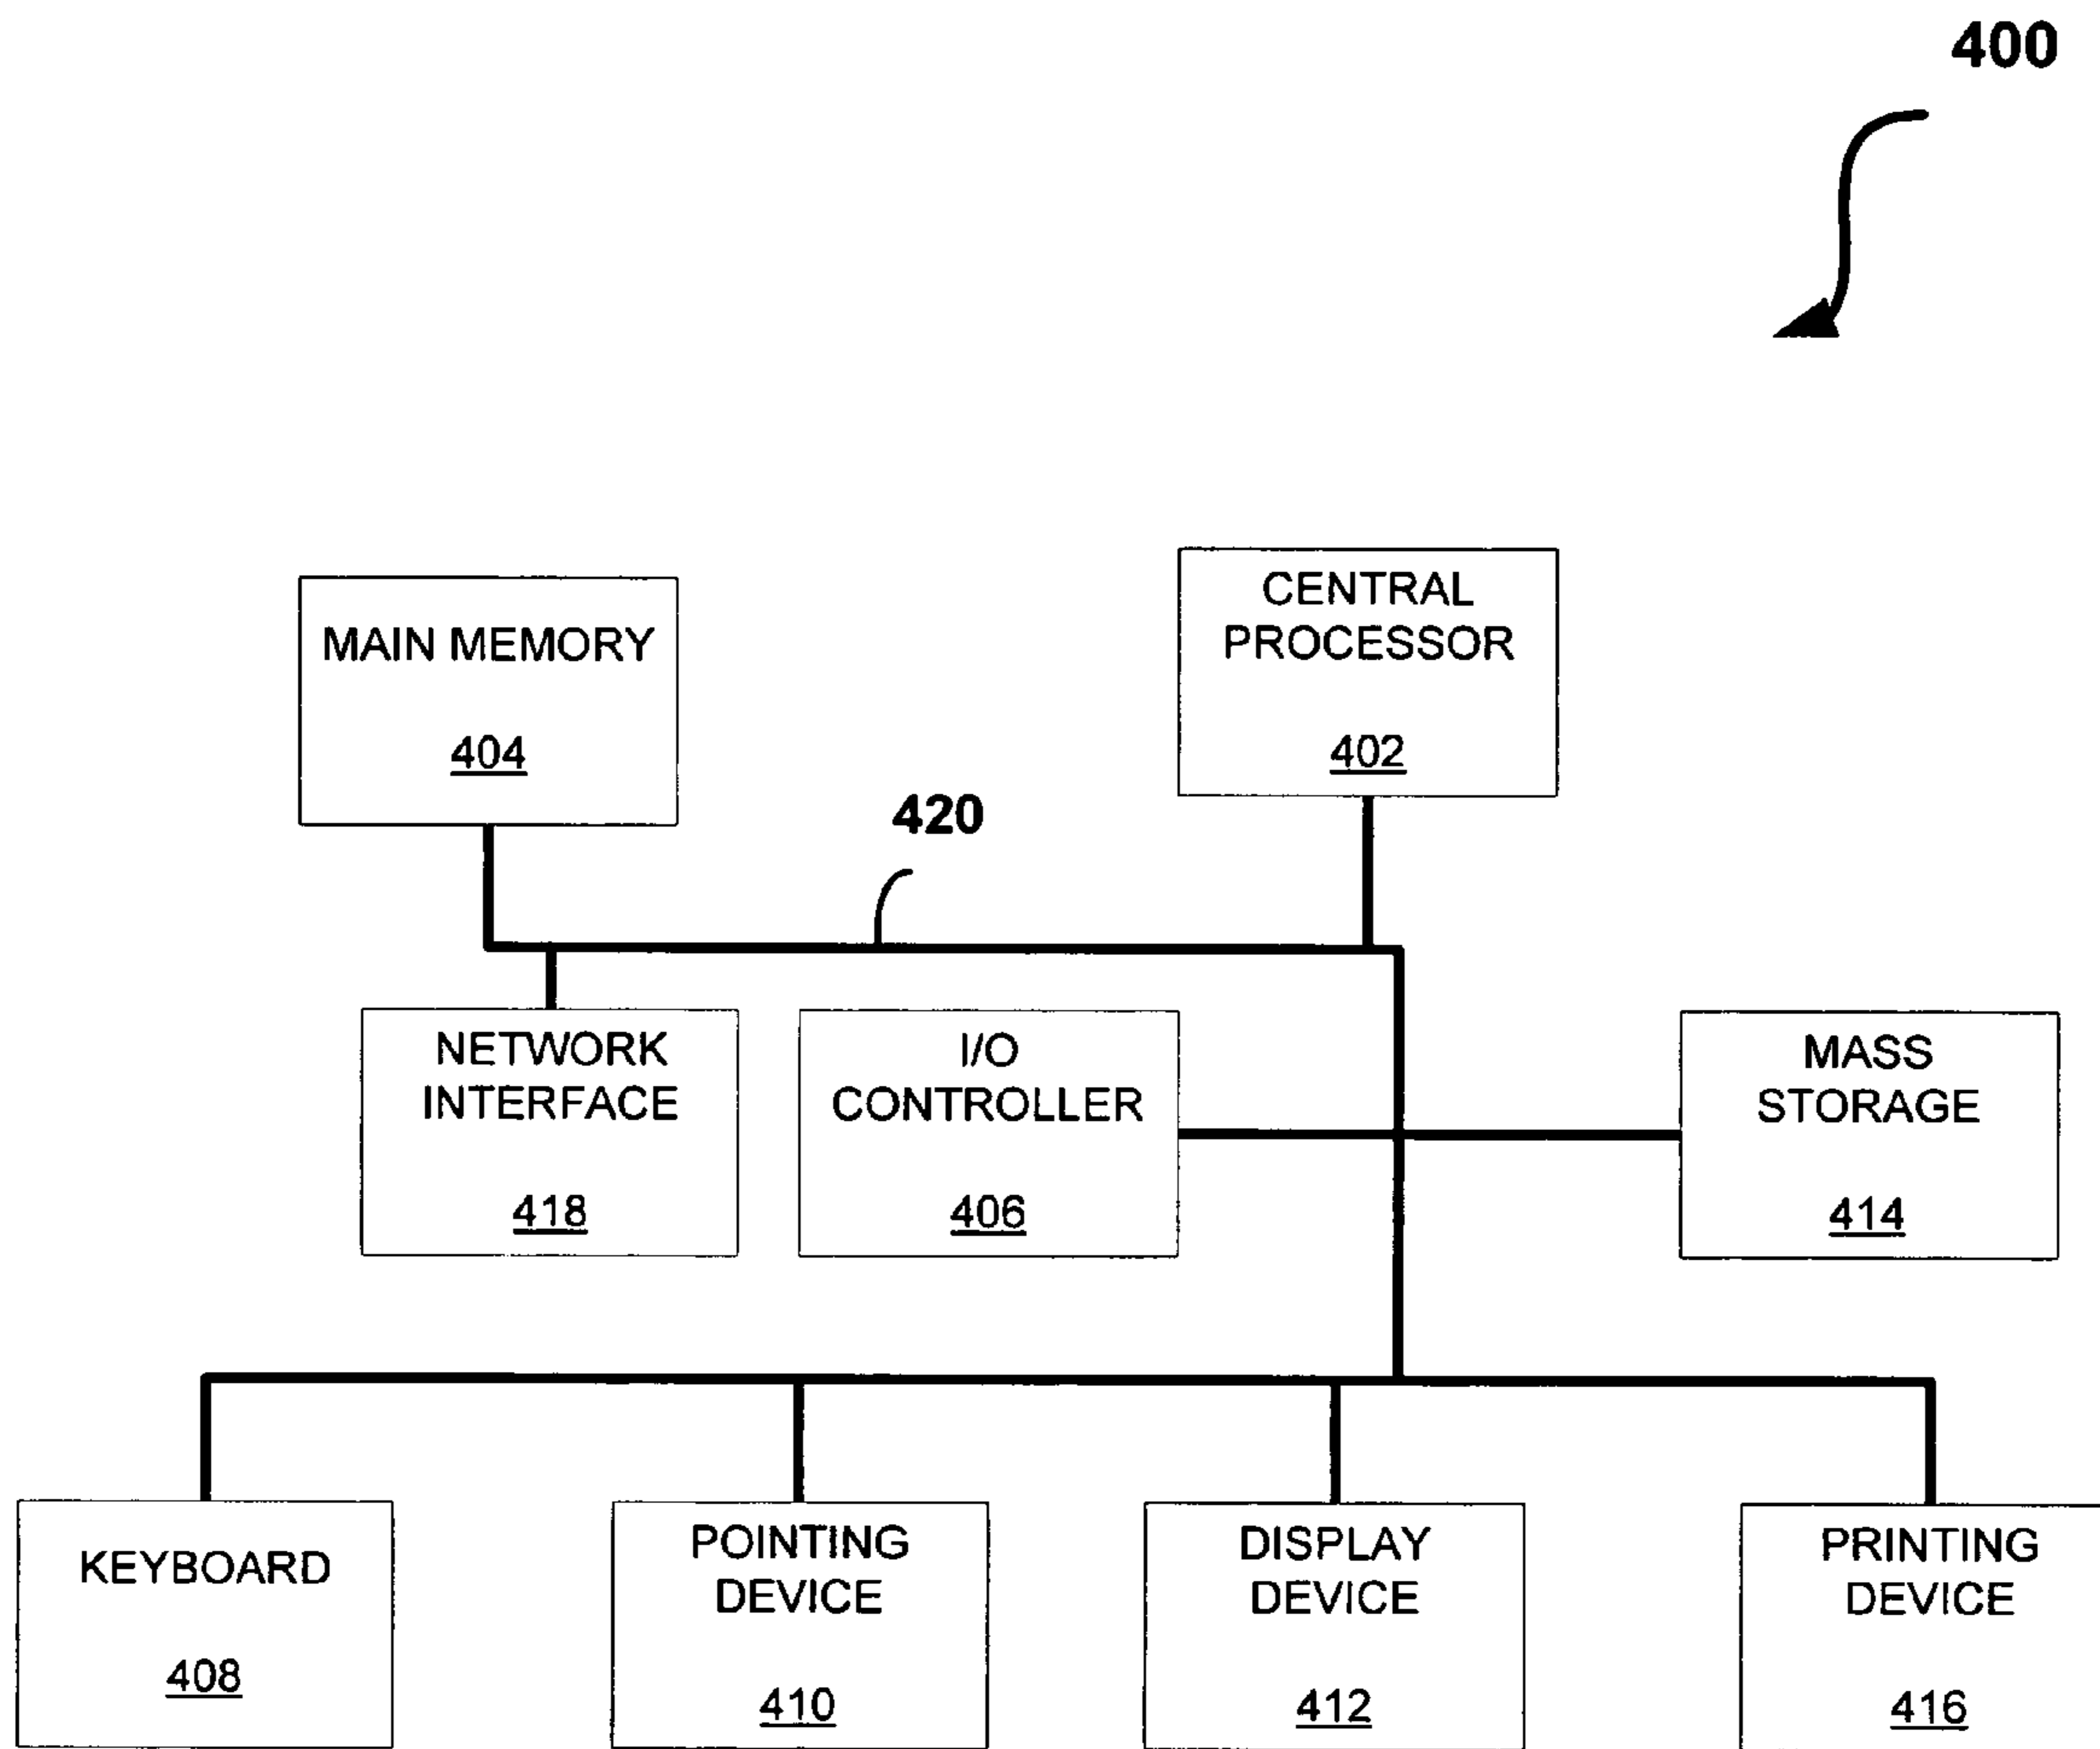 400
MAIN MEMORY
404
CENTRAL
PROCESSOR
402
420
NETWORK
INTERFACE
418
I/O
CONTROLLER
406
MASS
STORAGE
414
KEYBOARD
408
POINTING
DEVICE
410
DISPLAY
DEVICE
412
PRINTING
DEVICE
416